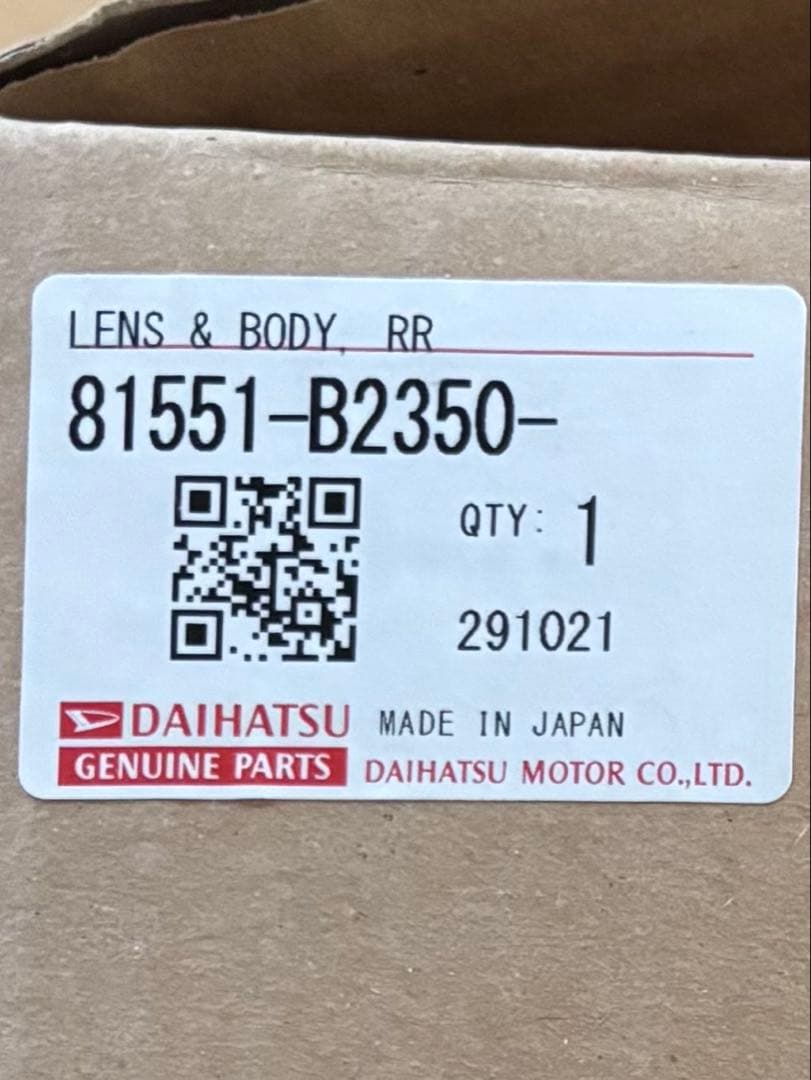 LENS & BODY, RR
81551-B2350-
QTY: 1
291021
DAIHATSU MADE IN JAPAN
GENUINE PARTS DAIHATSU MOTOR CO.,LTD.